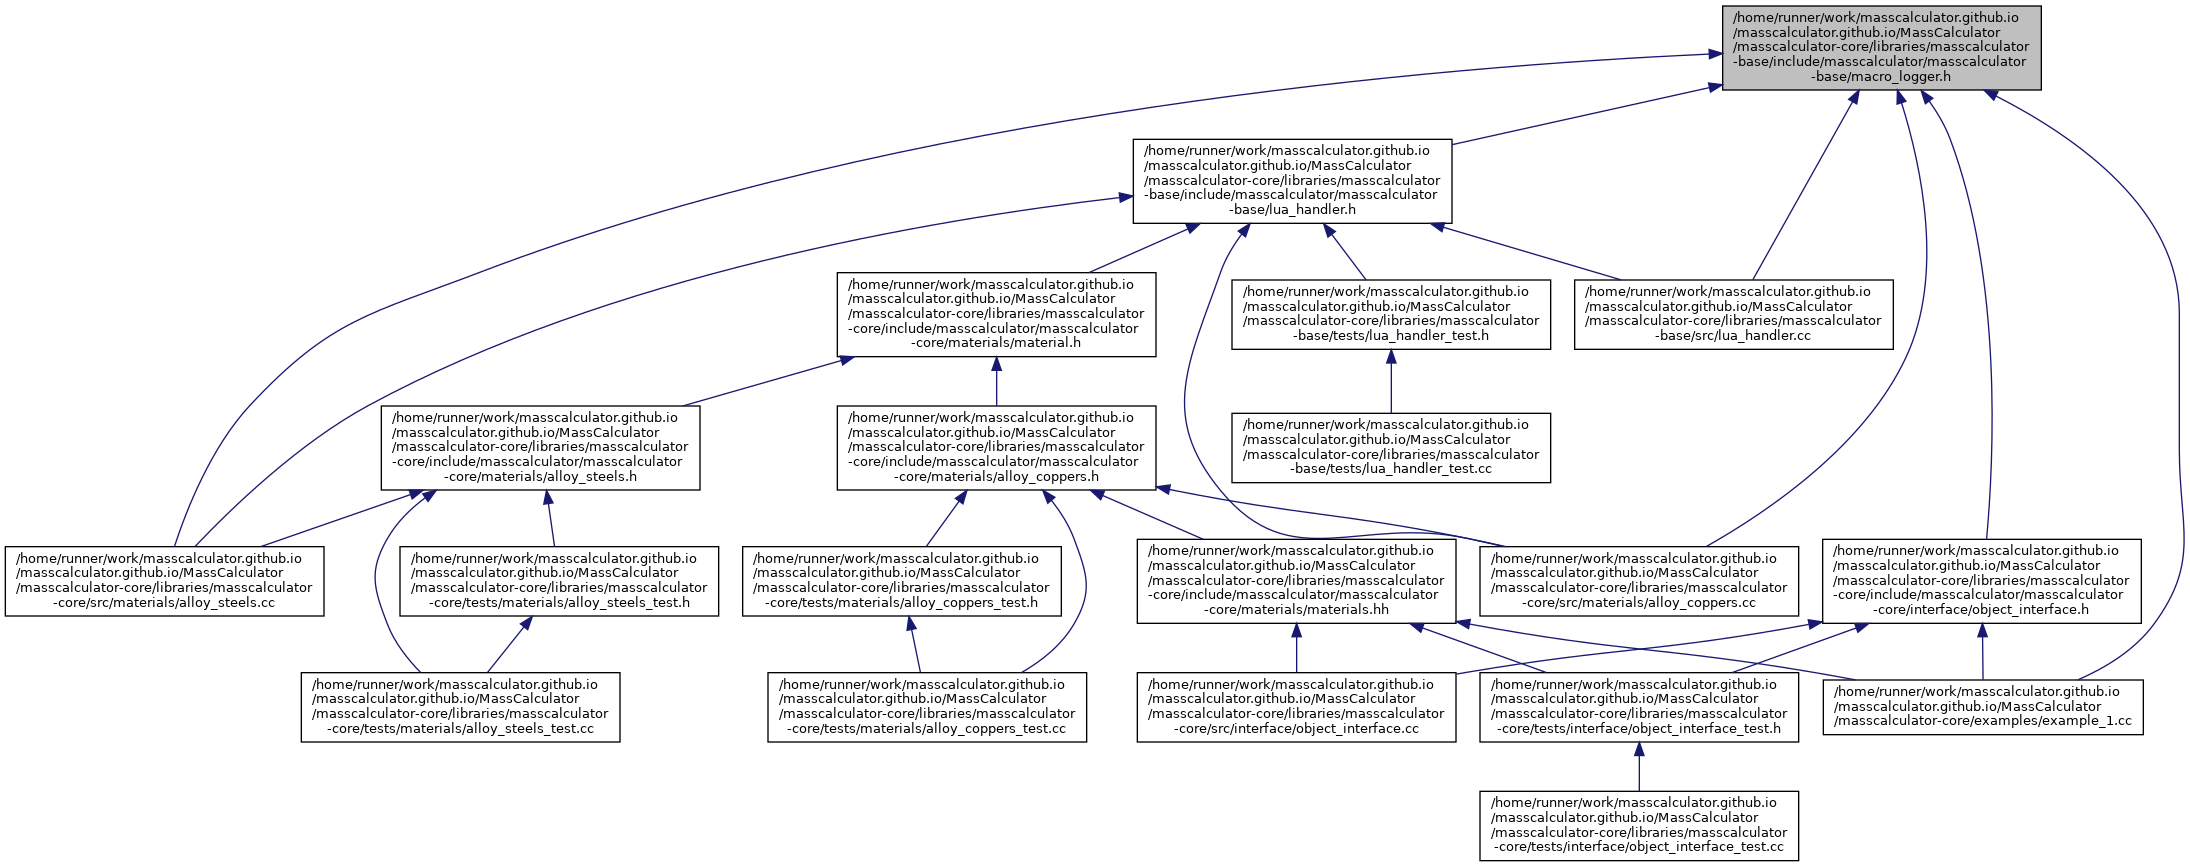 /home/runner/work/masscalculator.github.io
/masscalculator.github.io/MassCalculator
/masscalculator-core/libraries/masscalculator
-base/include/masscalculator/masscalculator
-base/macro_logger.h
/home/runner/work/masscalculator.github.io
/masscalculator.github.io/MassCalculator
/masscalculator-core/libraries/masscalculator
-base/include/masscalculator/masscalculator
-base/lua_handler.h
/home/runner/work/masscalculator.github.io
/masscalculator.github.io/MassCalculator
/masscalculator-core/libraries/masscalculator
-core/include/masscalculator/masscalculator
-core/materials/material.h
/home/runner/work/masscalculator.github.io
/masscalculator.github.io/MassCalculator
/masscalculator-core/libraries/masscalculator
-base/tests/lua_handler_test.h
/home/runner/work/masscalculator.github.io
/masscalculator.github.io/MassCalculator
/masscalculator-core/libraries/masscalculator
-base/src/lua_handler.cc
/home/runner/work/masscalculator.github.io
/masscalculator.github.io/MassCalculator
/masscalculator-core/libraries/masscalculator
-core/include/masscalculator/masscalculator
-core/materials/alloy_steels.h
/home/runner/work/masscalculator.github.io
/masscalculator.github.io/MassCalculator
/masscalculator-core/libraries/masscalculator
-core/include/masscalculator/masscalculator
-core/materials/alloy_coppers.h
/home/runner/work/masscalculator.github.io
/masscalculator.github.io/MassCalculator
/masscalculator-core/libraries/masscalculator
-base/tests/lua_handler_test.cc
/home/runner/work/masscalculator.github.io
/masscalculator.github.io/MassCalculator
/masscalculator-core/libraries/masscalculator
-core/src/materials/alloy_steels.cc
/home/runner/work/masscalculator.github.io
/masscalculator.github.io/MassCalculator
/masscalculator-core/libraries/masscalculator
-core/tests/materials/alloy_steels_test.h
/home/runner/work/masscalculator.github.io
/masscalculator.github.io/MassCalculator
/masscalculator-core/libraries/masscalculator
-core/tests/materials/alloy_coppers_test.h
/home/runner/work/masscalculator.github.io
/masscalculator.github.io/MassCalculator
/masscalculator-core/libraries/masscalculator
-core/include/masscalculator/masscalculator
-core/materials/materials.hh
/home/runner/work/masscalculator.github.io
/masscalculator.github.io/MassCalculator
/masscalculator-core/libraries/masscalculator
-core/src/materials/alloy_coppers.cc
/home/runner/work/masscalculator.github.io
/masscalculator.github.io/MassCalculator
/masscalculator-core/libraries/masscalculator
-core/include/masscalculator/masscalculator
-core/interface/object_interface.h
/home/runner/work/masscalculator.github.io
/masscalculator.github.io/MassCalculator
/masscalculator-core/libraries/masscalculator
-core/tests/materials/alloy_steels_test.cc
/home/runner/work/masscalculator.github.io
/masscalculator.github.io/MassCalculator
/masscalculator-core/libraries/masscalculator
-core/tests/materials/alloy_coppers_test.cc
/home/runner/work/masscalculator.github.io
/masscalculator.github.io/MassCalculator
/masscalculator-core/libraries/masscalculator
-core/src/interface/object_interface.cc
/home/runner/work/masscalculator.github.io
/masscalculator.github.io/MassCalculator
/masscalculator-core/libraries/masscalculator
-core/tests/interface/object_interface_test.h
/home/runner/work/masscalculator.github.io
/masscalculator.github.io/MassCalculator
/masscalculator-core/examples/example_1.cc
/home/runner/work/masscalculator.github.io
/masscalculator.github.io/MassCalculator
/masscalculator-core/libraries/masscalculator
-core/tests/interface/object_interface_test.cc